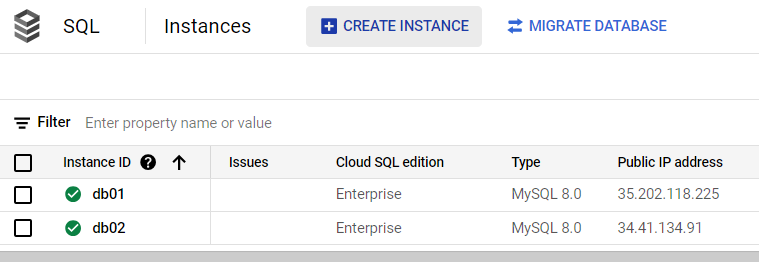 SQL Instances CREATE INSTANCE MIGRATE DATABASE
Filter Enter property name or value
Instance ID ? Issues Cloud SQL edition Type Public IP address
db01 Enterprise MySQL 8.0 35.202.118.225
db02 Enterprise MySQL 8.0 34.41.134.91